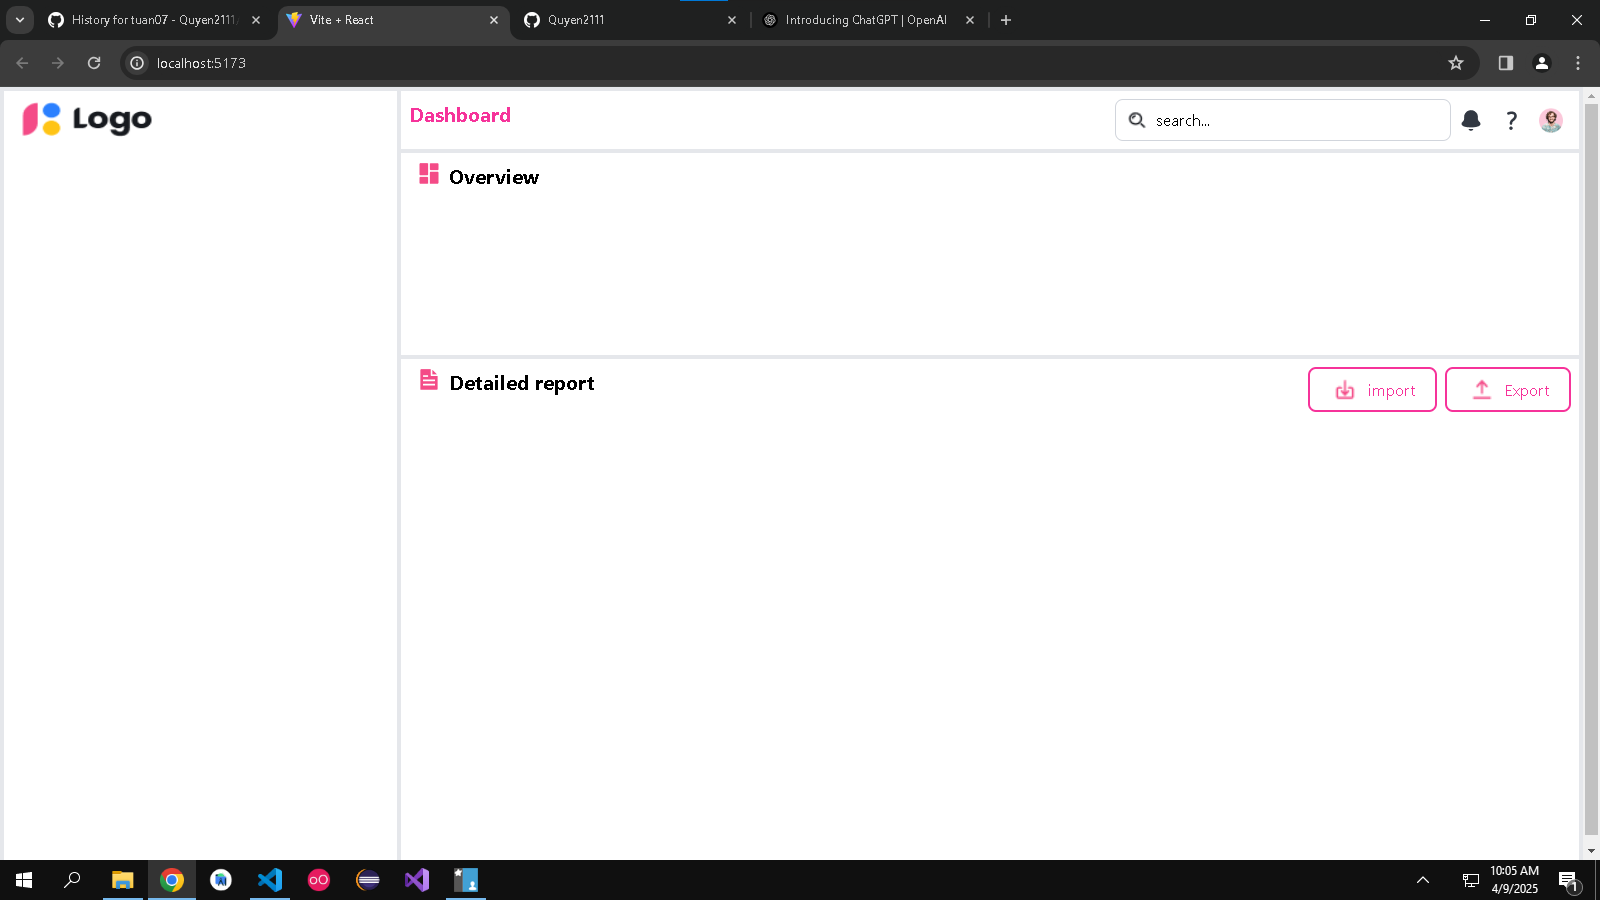 History for tuan07 - Quyen2111
Vite + React
Quyen2111
Introducing ChatGPT | OpenAI
localhost:5173
Logo
Dashboard
search...
Overview
Detailed report
import
Export
10:05 AM
4/9/2025
1